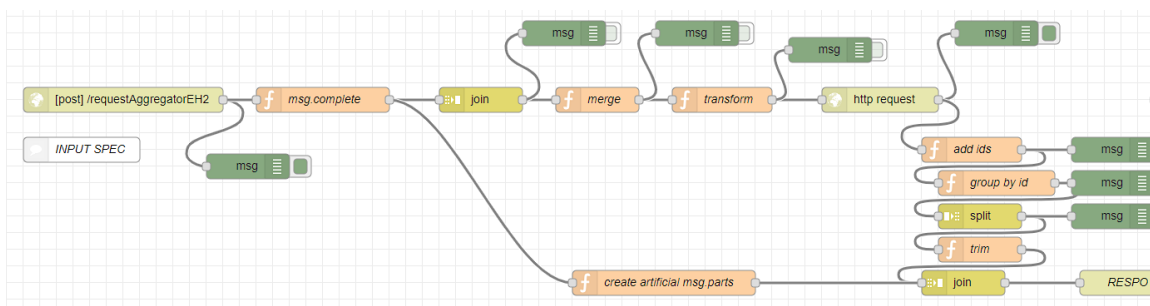 msg
msg
msg
msg
[post] /requestAggregatorEH2
msg.complete
join
merge
transform
http request
INPUT SPEC
msg
add ids
msg
group by id
msg
split
msg
trim
create artificial msg parts
join
RESPO